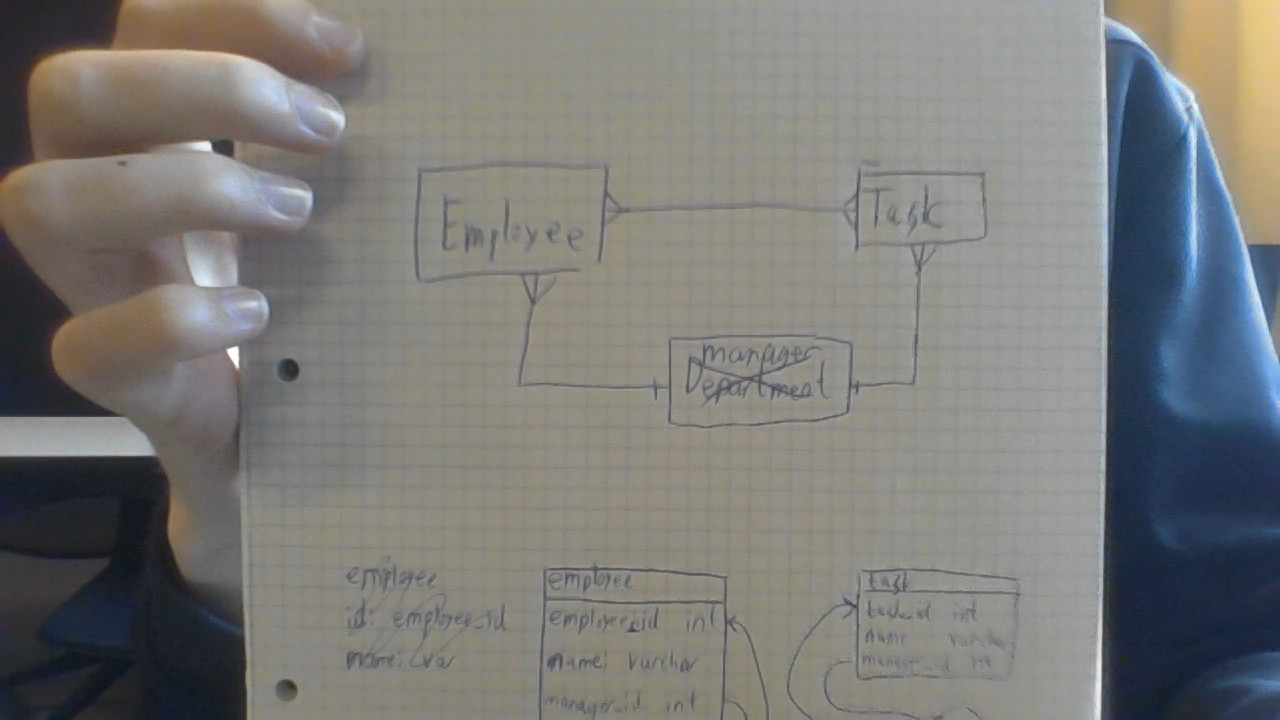 Employee
Task
manager
Department
employee
id: employee_id
name: var
employee
employee_id int
name: varchar
manager_id int
task
task_id int
name varchar
manager_id int